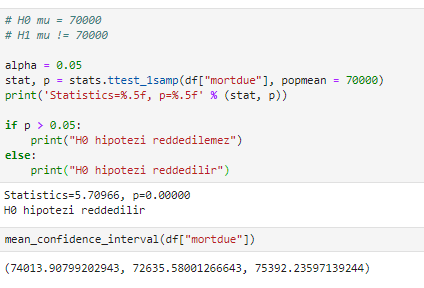 # H0 mu = 70000
# H1 mu != 70000
alpha = 0.05
stat, p = stats.ttest_1samp(df["mortdue"], popmean = 70000)
print('Statistics=%.5f, p=%.5f' % (stat, p))
if p > 0.05:
    print("H0 hipotezi reddedilemez")
else:
    print("H0 hipotezi reddedilir")
Statistics=5.70966, p=0.00000
H0 hipotezi reddedilir
mean_confidence_interval(df["mortdue"])
(74013.90799202943, 72635.58001266643, 75392.23597139244)